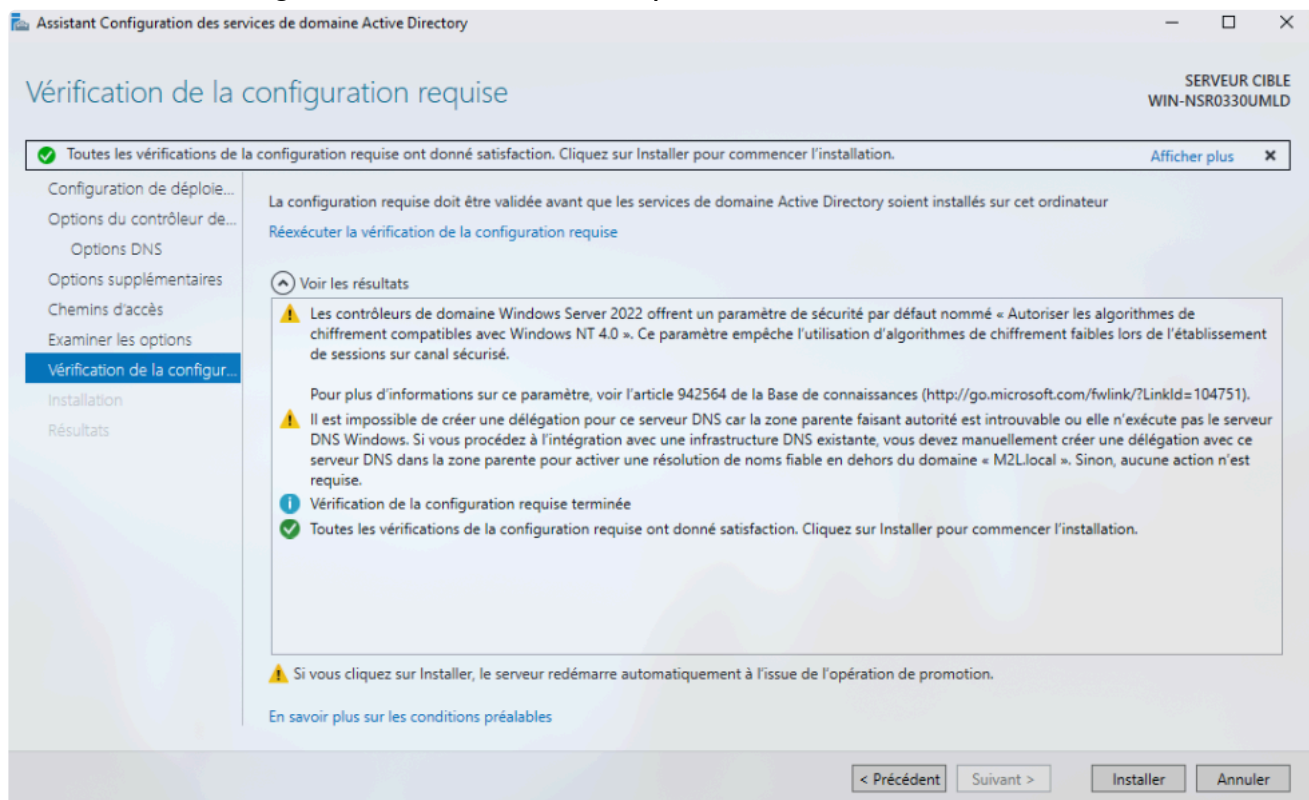 Assistant Configuration des services de domaine Active Directory
Vérification de la configuration requise
SERVEUR CIBLE
WIN-NSR0330UMLD
Toutes les vérifications de la configuration requise ont donné satisfaction. Cliquez sur Installer pour commencer l'installation.
Afficher plus
Configuration de déploie...
Options du contrôleur de...
Options DNS
Options supplémentaires
Chemins d'accès
Examiner les options
Vérification de la configur...
Installation
Résultats
La configuration requise doit être validée avant que les services de domaine Active Directory soient installés sur cet ordinateur
Réexécuter la vérification de la configuration requise
Voir les résultats
Les contrôleurs de domaine Windows Server 2022 offrent un paramètre de sécurité par défaut nommé « Autoriser les algorithmes de
chiffrement compatibles avec Windows NT 4.0 ». Ce paramètre empêche l'utilisation d'algorithmes de chiffrement faibles lors de l'établissement
de sessions sur canal sécurisé.
Pour plus d'informations sur ce paramètre, voir l'article 942564 de la Base de connaissances (http://go.microsoft.com/fwlink/?LinkId=104751).
Il est impossible de créer une délégation pour ce serveur DNS car la zone parente faisant autorité est introuvable ou elle n'exécute pas le serveur
DNS Windows. Si vous procédez à l'intégration avec une infrastructure DNS existante, vous devez manuellement créer une délégation avec ce
serveur DNS dans la zone parente pour activer une résolution de noms fiable en dehors du domaine « M2L.local ». Sinon, aucune action n'est
requise.
Vérification de la configuration requise terminée
Toutes les vérifications de la configuration requise ont donné satisfaction. Cliquez sur Installer pour commencer l'installation.
Si vous cliquez sur Installer, le serveur redémarre automatiquement à l'issue de l'opération de promotion.
En savoir plus sur les conditions préalables
< Précédent
Suivant >
Installer
Annuler